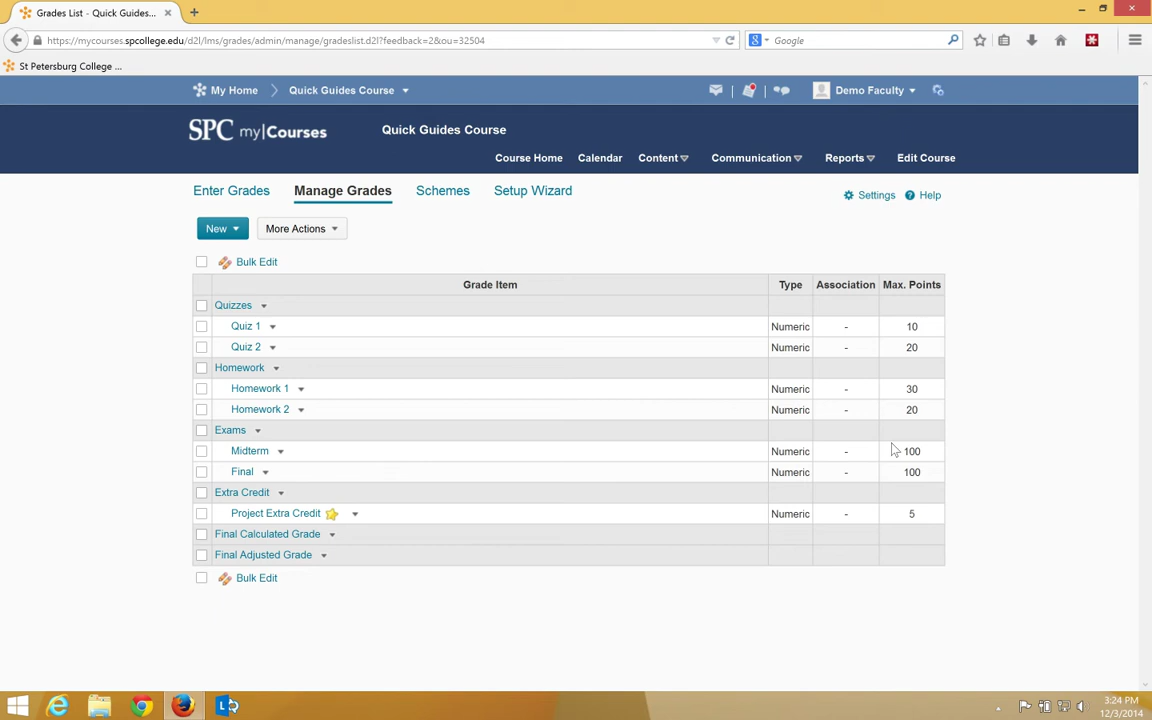 Grades List - Quick Guides...
https://mycourses.spcollege.edu/d2l/lms/grades/admin/manage/gradeslist.d2l?feedback=2&ou=32504
Google
St Petersburg College ...
My Home
Quick Guides Course
Demo Faculty
SPC my|Courses
Quick Guides Course
Course Home
Calendar
Content
Communication
Reports
Edit Course
Enter Grades
Manage Grades
Schemes
Setup Wizard
Settings
Help
New
More Actions
Bulk Edit
Grade Item Type Association Max. Points
Quizzes
Quiz 1 Numeric - 10
Quiz 2 Numeric - 20
Homework
Homework 1 Numeric - 30
Homework 2 Numeric - 20
Exams
Midterm Numeric - 100
Final Numeric - 100
Extra Credit
Project Extra Credit Numeric - 5
Final Calculated Grade
Final Adjusted Grade
Bulk Edit
3:24 PM
12/3/2014